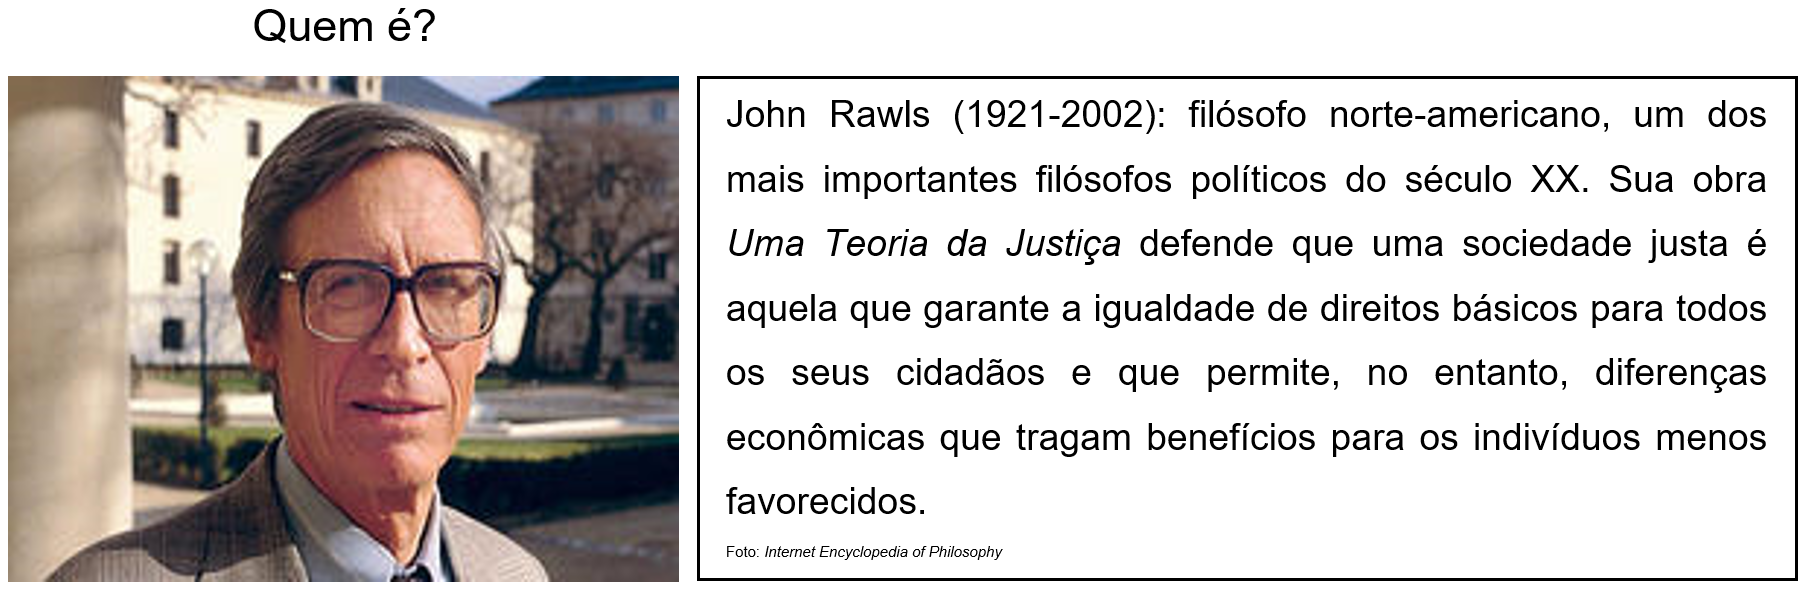 Quem é?
John Rawls (1921-2002): filósofo norte-americano, um dos
mais importantes filósofos políticos do século XX. Sua obra
Uma Teoria da Justiça defende que uma sociedade justa é
aquela que garante a igualdade de direitos básicos para todos
os seus cidadãos e que permite, no entanto, diferenças
econômicas que tragam benefícios para os indivíduos menos
favorecidos.
Foto: Internet Encyclopedia of Philosophy